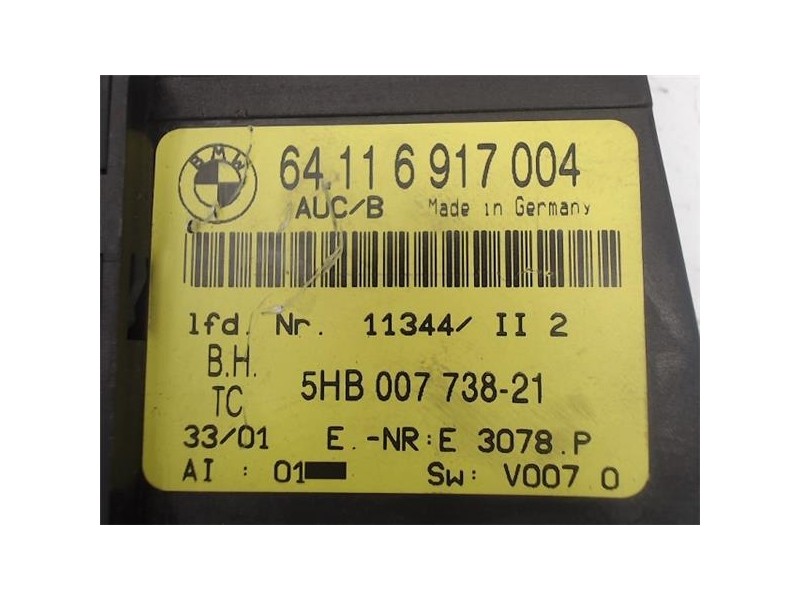 BMW
64.11 6 917 004
AUC/B Made in Germany
lfd. Nr. 11344/ II 2
B.H.
TC 5HB 007 738-21
33/01 E.-NR:E 3078.P
AI : 01
Sw: V007 0